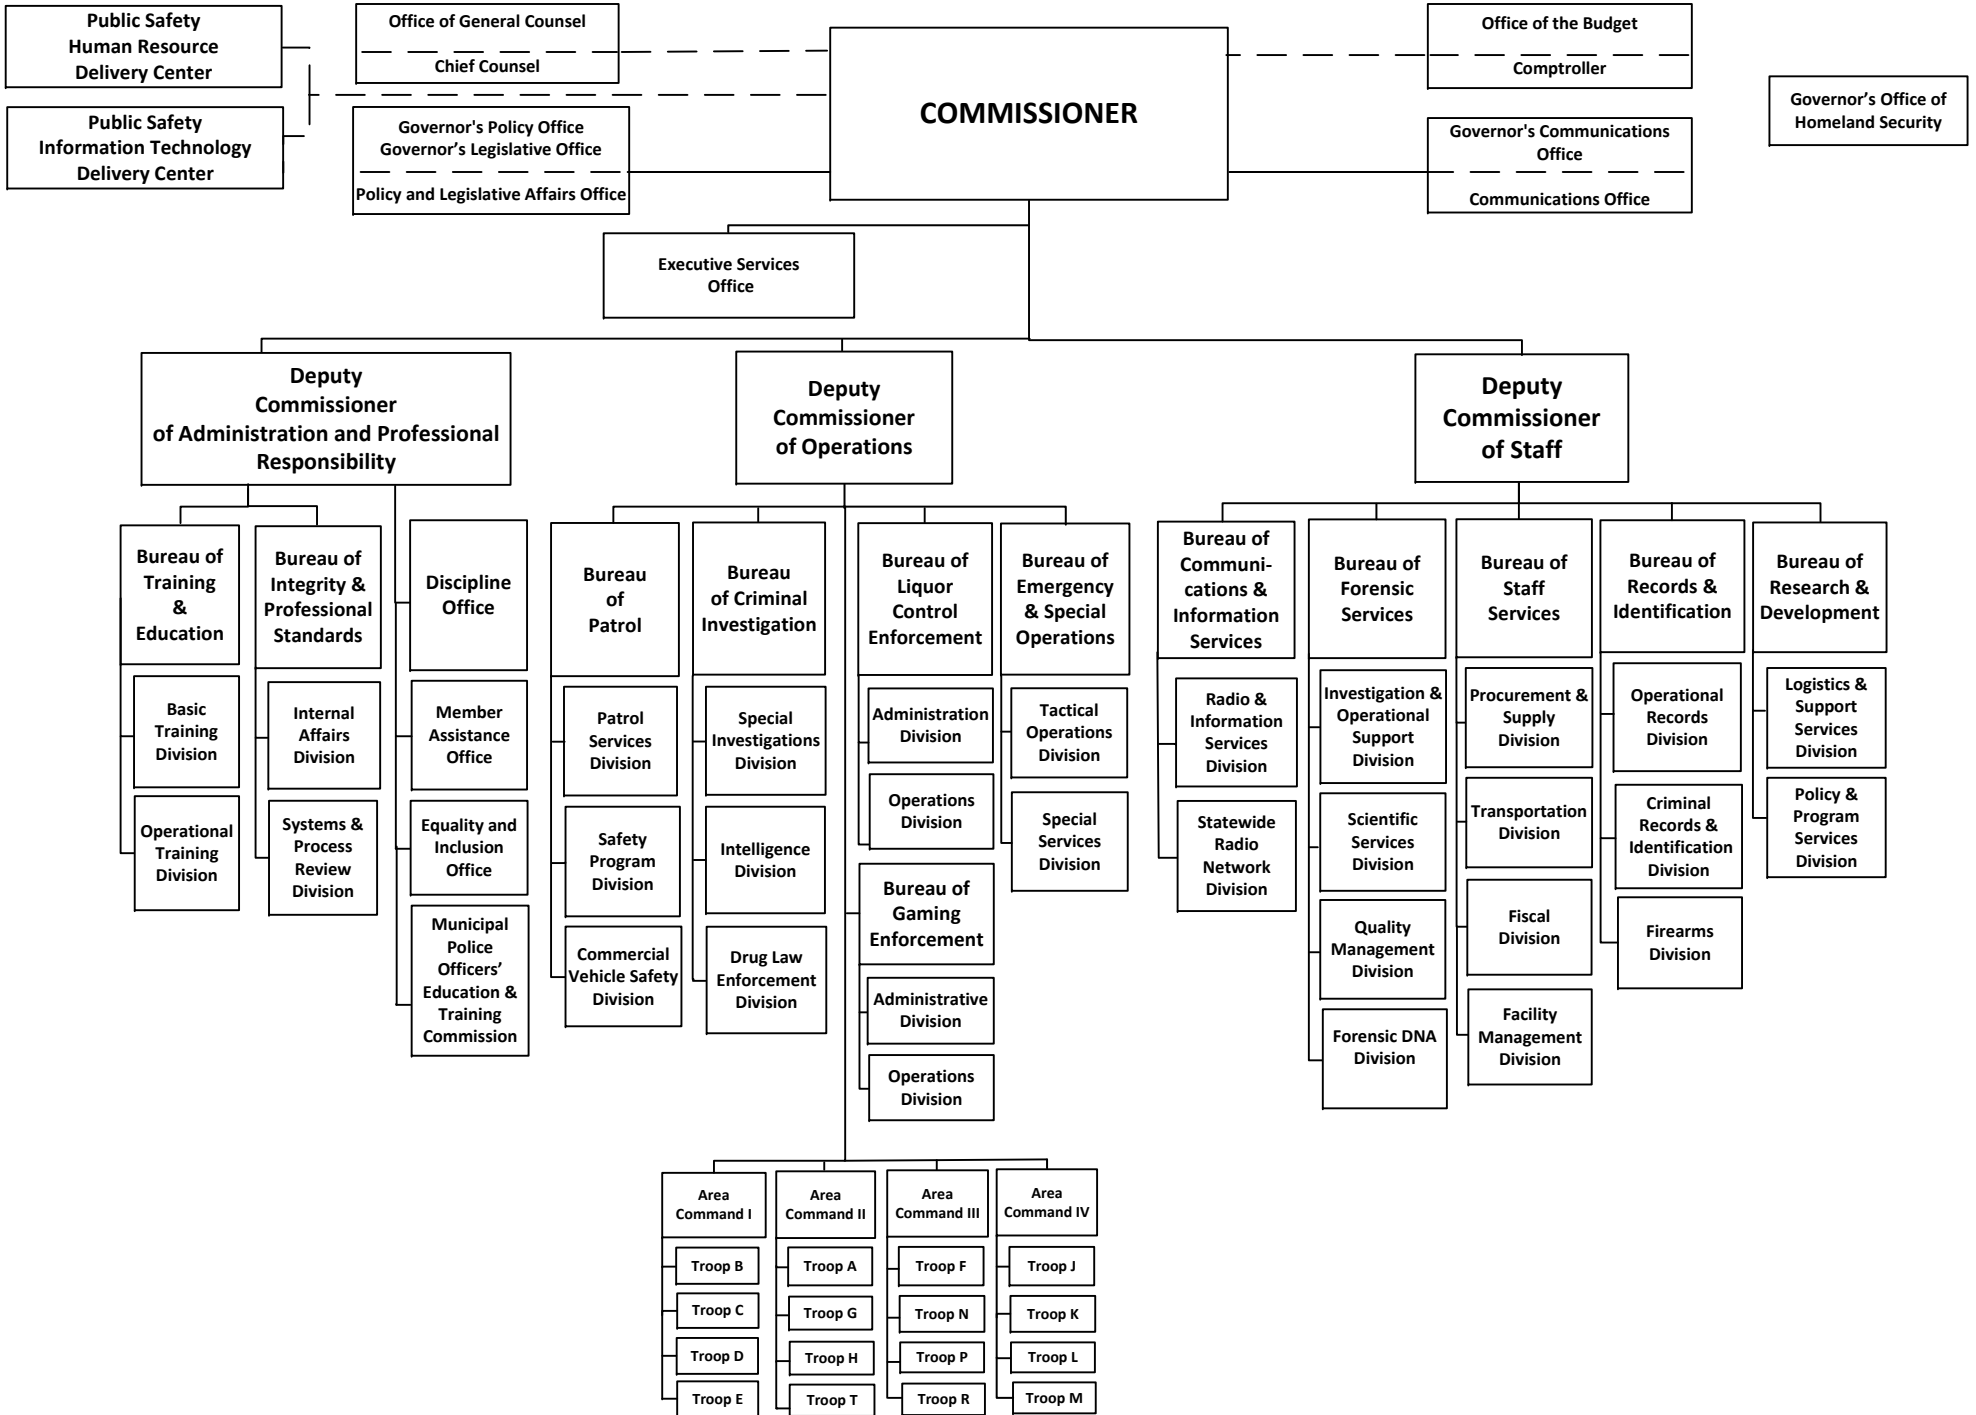 Public Safety
Human Resource
Delivery Center
Public Safety
Information Technology
Delivery Center
Office of General Counsel
Chief Counsel
Governor's Policy Office
Governor’s Legislative Office
Policy and Legislative Affairs Office
COMMISSIONER
Office of the Budget
Comptroller
Governor's Communications
Office
Communications Office
Governor’s Office of
Homeland Security
Executive Services
Office
Deputy
Commissioner
of Administration and Professional
Responsibility
Deputy
Commissioner
of Operations
Deputy
Commissioner
of Staff
Bureau of
Training
&
Education
Basic
Training
Division
Operational
Training
Division
Bureau of
Integrity &
Professional
Standards
Internal
Affairs
Division
Systems &
Process
Review
Division
Discipline
Office
Member
Assistance
Office
Equality and
Inclusion
Office
Municipal
Police
Officers’
Education &
Training
Commission
Bureau
of
Patrol
Patrol
Services
Division
Safety
Program
Division
Commercial
Vehicle Safety
Division
Bureau
of Criminal
Investigation
Special
Investigations
Division
Intelligence
Division
Drug Law
Enforcement
Division
Bureau of
Liquor
Control
Enforcement
Administration
Division
Operations
Division
Bureau of
Gaming
Enforcement
Administrative
Division
Operations
Division
Bureau of
Emergency
& Special
Operations
Tactical
Operations
Division
Special
Services
Division
Bureau of
Communi-
cations &
Information
Services
Radio &
Information
Services
Division
Statewide
Radio
Network
Division
Bureau of
Forensic
Services
Investigation &
Operational
Support
Division
Scientific
Services
Division
Quality
Management
Division
Forensic DNA
Division
Bureau of
Staff
Services
Procurement &
Supply
Division
Transportation
Division
Fiscal
Division
Facility
Management
Division
Bureau of
Records &
Identification
Operational
Records
Division
Criminal
Records &
Identification
Division
Firearms
Division
Bureau of
Research &
Development
Logistics &
Support
Services
Division
Policy &
Program
Services
Division
Area
Command I
Troop B
Troop C
Troop D
Troop E
Area
Command II
Troop A
Troop G
Troop H
Troop T
Area
Command III
Troop F
Troop N
Troop P
Troop R
Area
Command IV
Troop J
Troop K
Troop L
Troop M